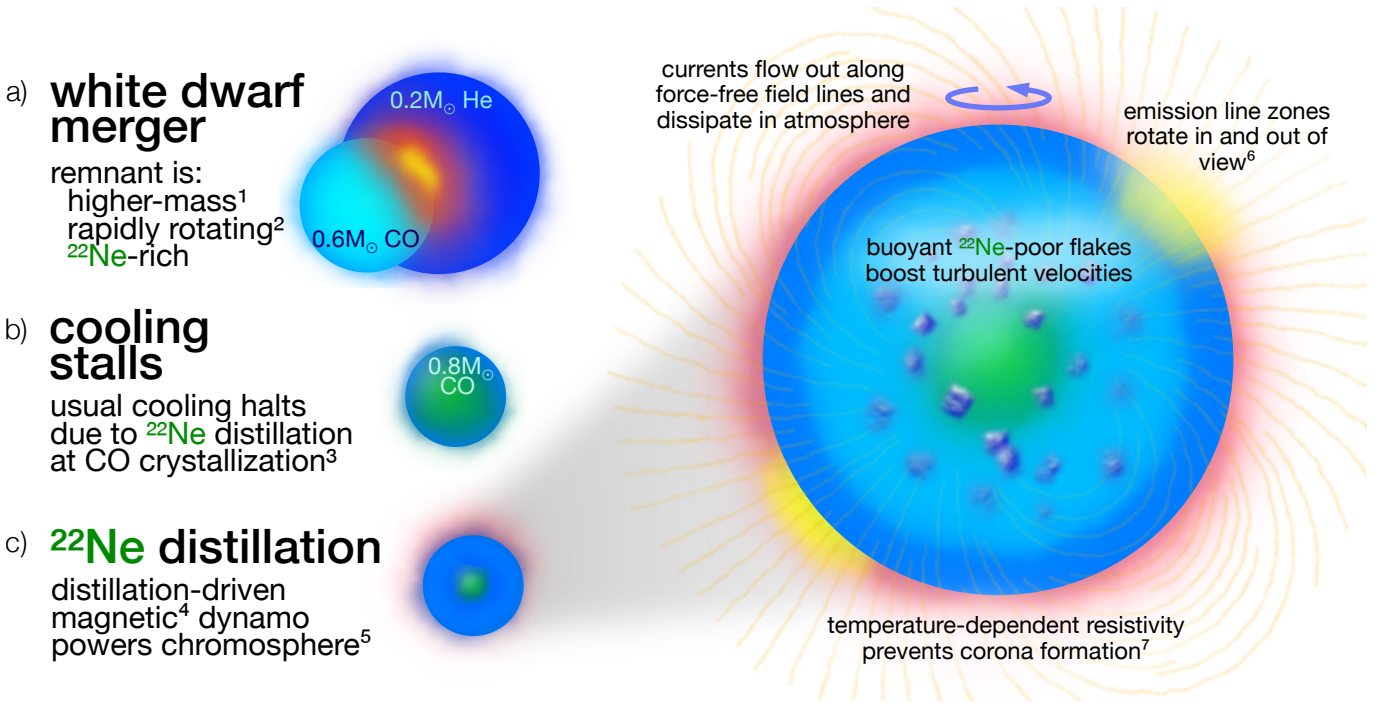 a) white dwarf
merger
remnant is:
higher-mass¹
rapidly rotating²
²²Ne-rich
0.2M☉ He
0.6M☉ CO
b) cooling
stalls
usual cooling halts
due to ²²Ne distillation
at CO crystallization³
0.8M☉
CO
c) ²²Ne distillation
distillation-driven
magnetic⁴ dynamo
powers chromosphere⁵
currents flow out along
force-free field lines and
dissipate in atmosphere
emission line zones
rotate in and out of
view⁶
buoyant ²²Ne-poor flakes
boost turbulent velocities
temperature-dependent resistivity
prevents corona formation⁷